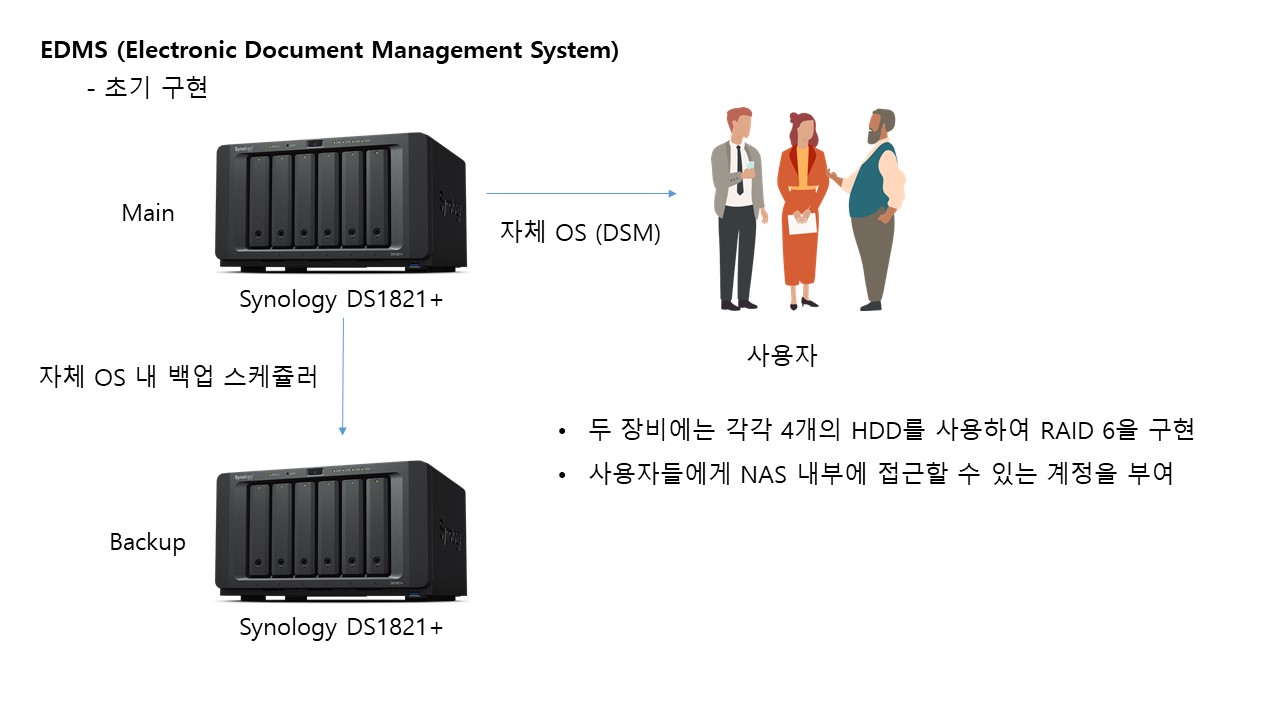 EDMS (Electronic Document Management System)
- 초기 구현
Synology
Main
자체 OS (DSM)
Synology DS1821+
사용자
자체 OS 내 백업 스케쥴러
• 두 장비에는 각각 4개의 HDD를 사용하여 RAID 6을 구현
• 사용자들에게 NAS 내부에 접근할 수 있는 계정을 부여
Synology
Backup
Synology DS1821+